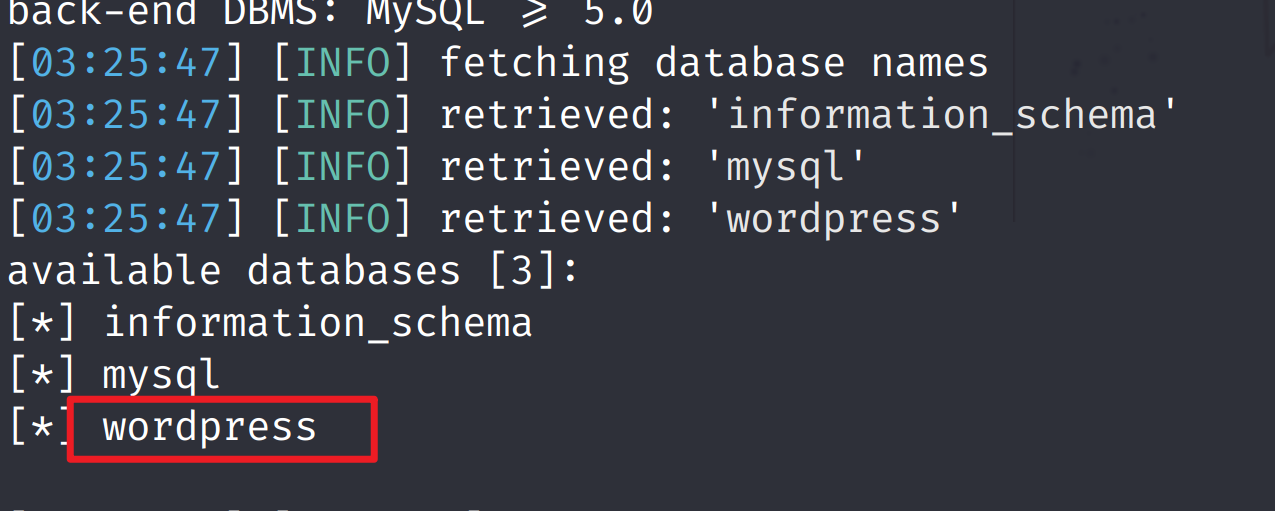 back-end DBMS: MySQL ≥ 5.0
[03:25:47] [INFO] fetching database names
[03:25:47] [INFO] retrieved: 'information_schema'
[03:25:47] [INFO] retrieved: 'mysql'
[03:25:47] [INFO] retrieved: 'wordpress'
available databases [3]:
[*] information_schema
[*] mysql
[*] wordpress